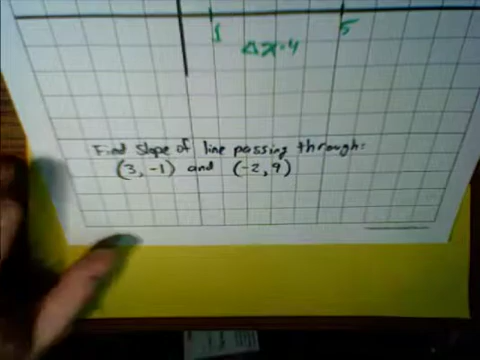 1 5
Δx=4
Find slope of line passing through:
(3, -1) and (-2, 9)